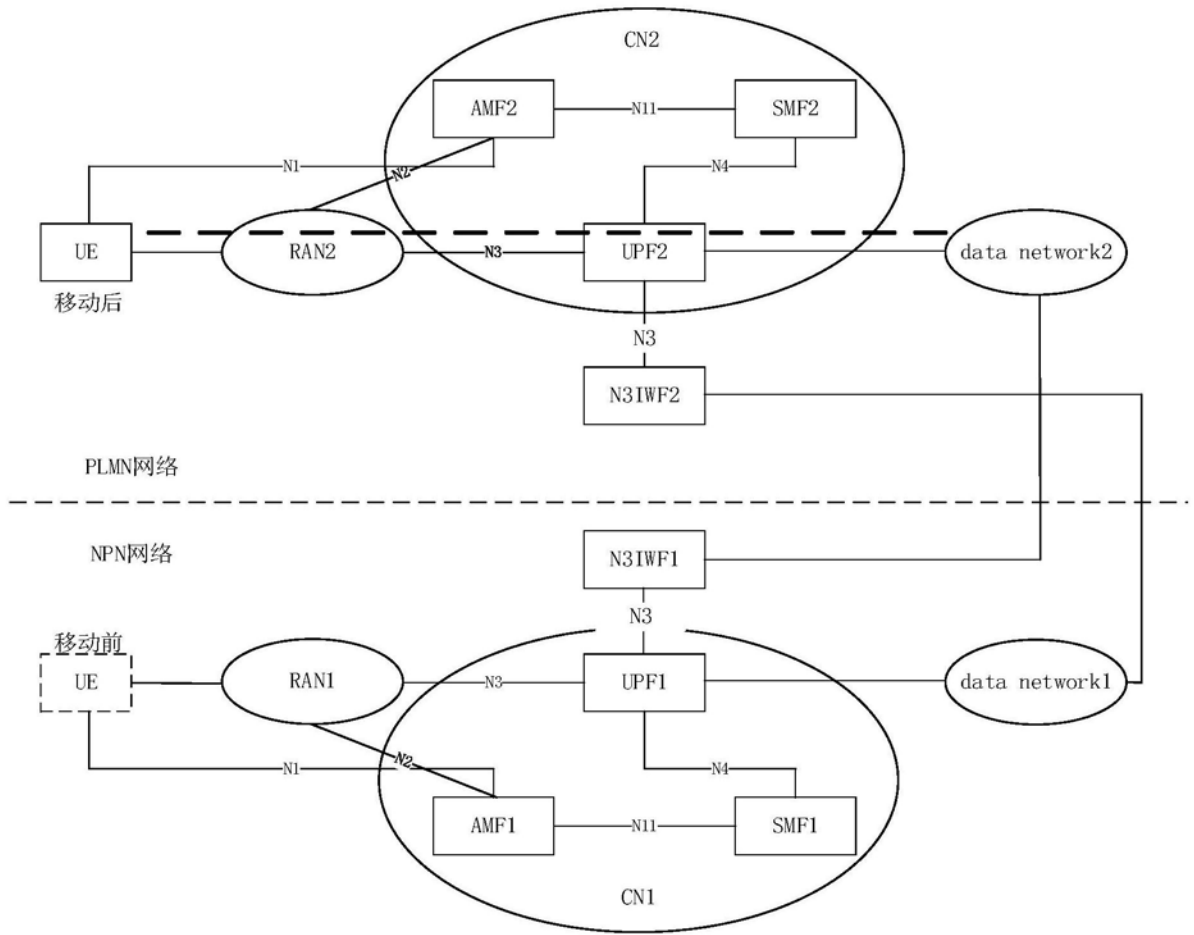 CN2
AMF2
N11
SMF2
N1
N2
N4
UE
RAN2
N3
UPF2
data network2
移动后
N3
N3IWF2
PLMN网络
NPN网络
N3IWF1
N3
移动前
UE
RAN1
N3
UPF1
data network1
N2
N1
N4
AMF1
N11
SMF1
CN1